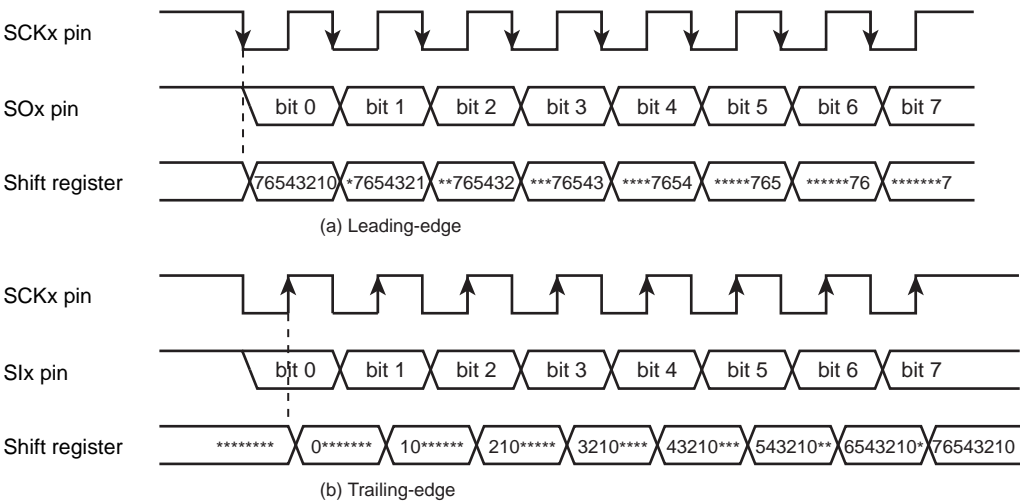 SCKx pin
SOx pin bit 0 bit 1 bit 2 bit 3 bit 4 bit 5 bit 6 bit 7
Shift register 76543210 *7654321 **765432 ***76543 ****7654 *****765 ******76 *******7
(a) Leading-edge
SCKx pin
SIx pin bit 0 bit 1 bit 2 bit 3 bit 4 bit 5 bit 6 bit 7
Shift register ******** 0******* 10****** 210***** 3210**** 43210*** 543210** 6543210* 76543210
(b) Trailing-edge